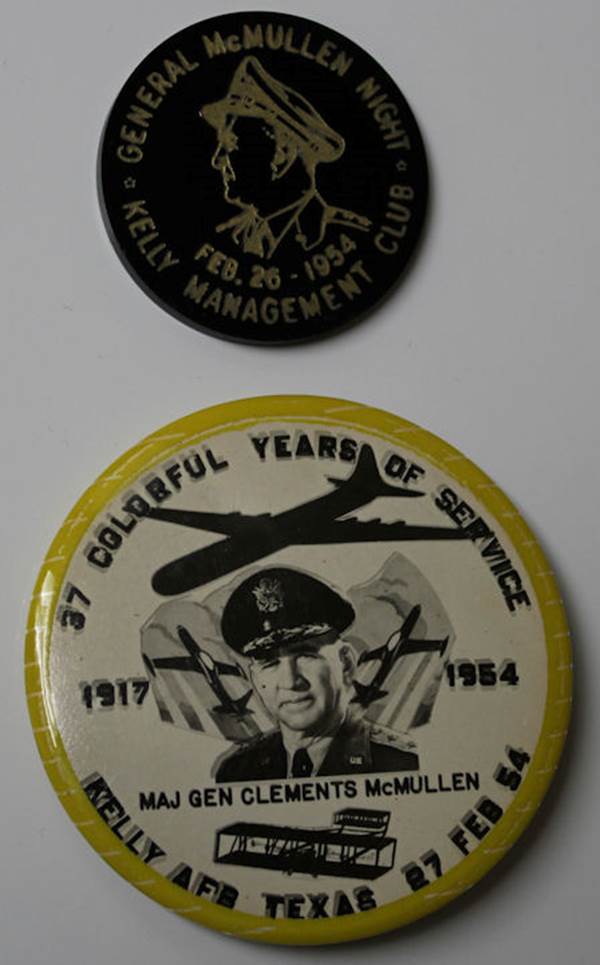 GENERAL McMULLEN NIGHT
FEB. 26 - 1954
KELLY MANAGEMENT CLUB
37 COLORFUL YEARS OF SERVICE
1917
1954
MAJ GEN CLEMENTS McMULLEN
KELLY AFB TEXAS 27 FEB 54